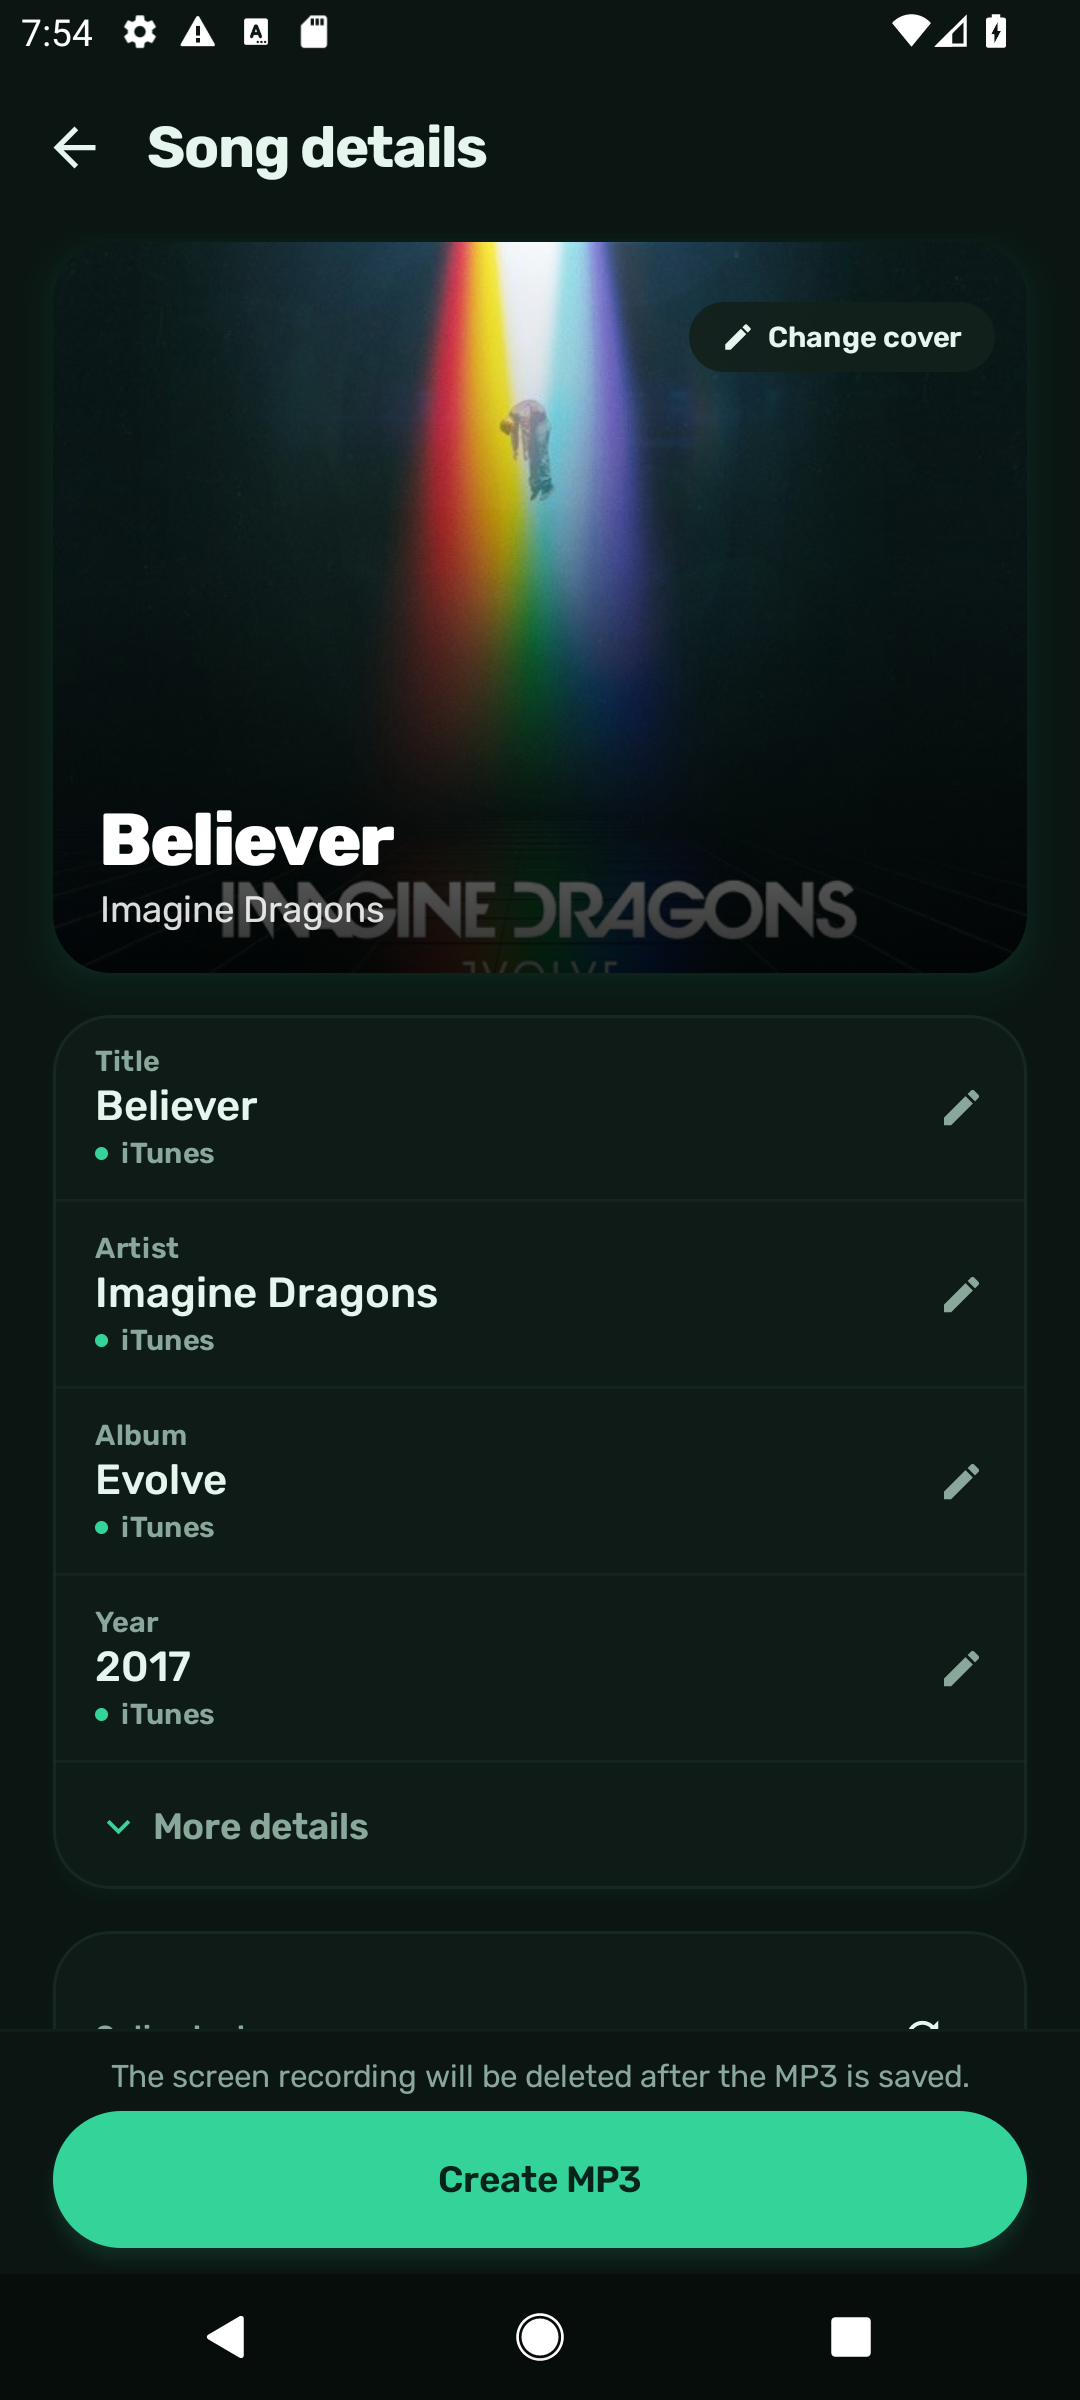 7:54
Song details
Change cover
Believer
Imagine Dragons
IMAGINE DRAGONS
Title
Believer
iTunes
Artist
Imagine Dragons
iTunes
Album
Evolve
iTunes
Year
2017
iTunes
More details
The screen recording will be deleted after the MP3 is saved.
Create MP3